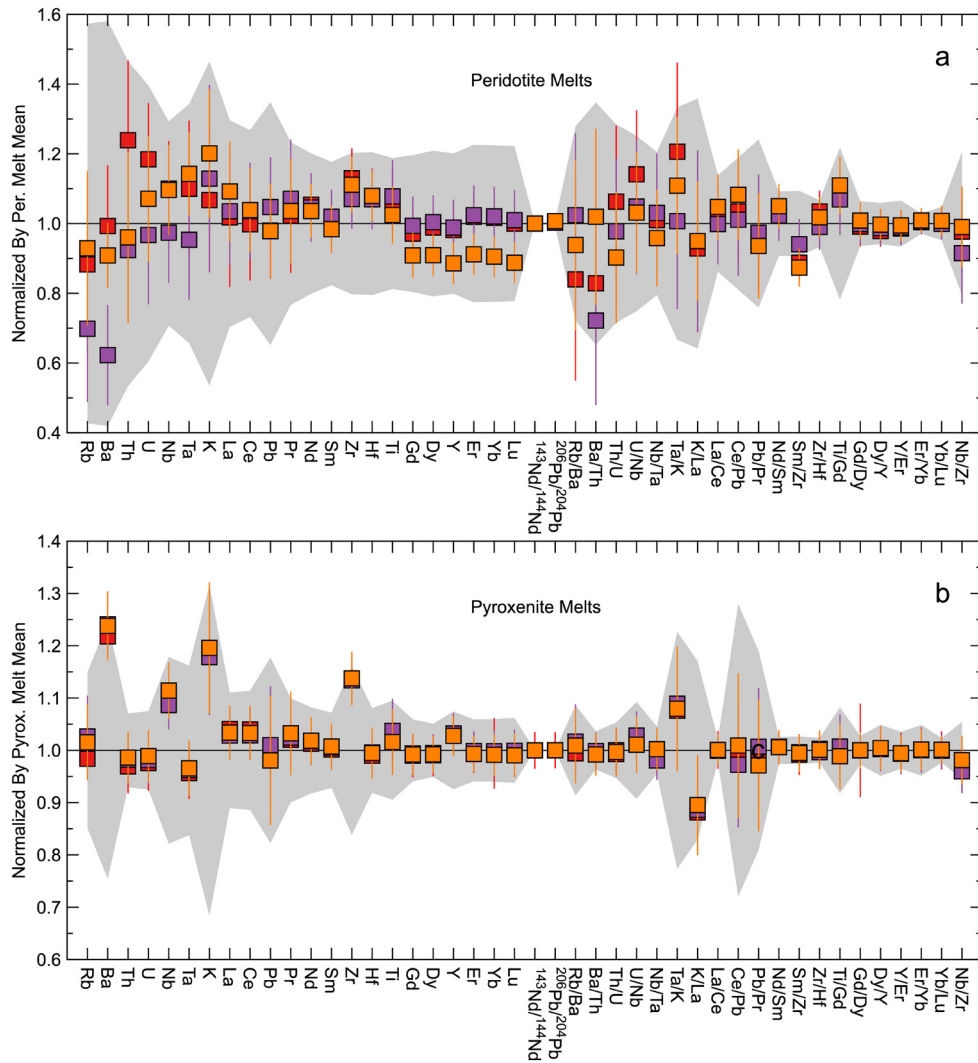 a
Peridotite Melts
Normalized By Per. Melt Mean
1.6
1.4
1.2
1.0
0.8
0.6
0.4
Rb Ba Th U Nb Ta K La Ce Pb Pr Nd Sm Zr Hf Ti Gd Dy Y Er Yb Lu 143Nd/144Nd 206Pb/204Pb Rb/Ba Ba/Th Th/U U/Nb Nb/Ta Ta/K K/La La/Ce Ce/Pb Pb/Pr Nd/Sm Sm/Zr Zr/Hf Ti/Gd Gd/Dy Dy/Y Y/Er Er/Yb Yb/Lu Nb/Zr
b
Pyroxenite Melts
Normalized By Pyrox. Melt Mean
1.4
1.3
1.2
1.1
1.0
0.9
0.8
0.7
0.6
C
Rb Ba Th U Nb Ta K La Ce Pb Pr Nd Sm Zr Hf Ti Gd Dy Y Er Yb Lu 143Nd/144Nd 206Pb/204Pb Rb/Ba Ba/Th Th/U U/Nb Nb/Ta Ta/K K/La La/Ce Ce/Pb Pb/Pr Nd/Sm Sm/Zr Zr/Hf Ti/Gd Gd/Dy Dy/Y Y/Er Er/Yb Yb/Lu Nb/Zr